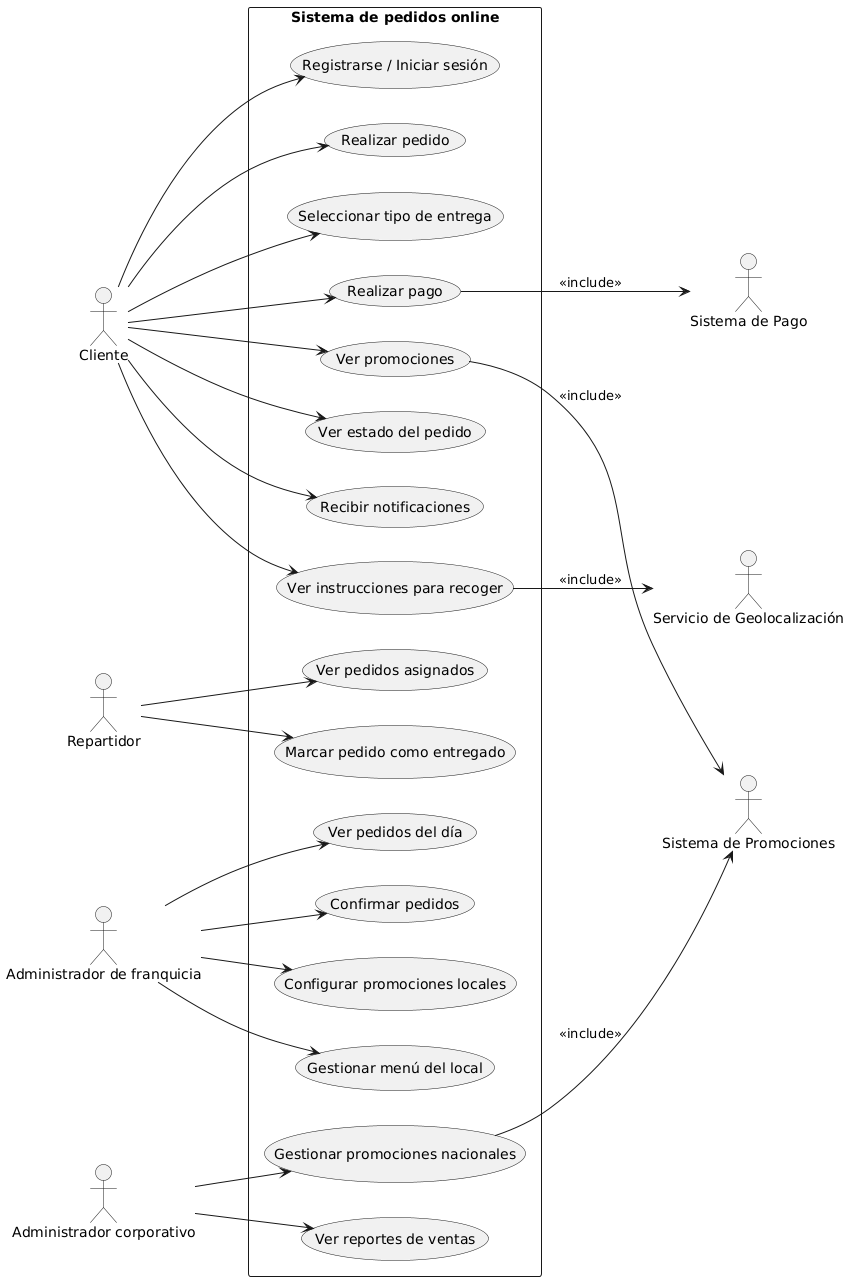 Sistema de pedidos online
Registrarse / Iniciar sesión
Realizar pedido
Seleccionar tipo de entrega
Realizar pago
«include»
Sistema de Pago
Cliente
Ver promociones
«include»
Ver estado del pedido
Recibir notificaciones
Ver instrucciones para recoger
«include»
Servicio de Geolocalización
Ver pedidos asignados
Repartidor
Marcar pedido como entregado
Ver pedidos del día
Sistema de Promociones
Confirmar pedidos
Administrador de franquicia
Configurar promociones locales
«include»
Gestionar menú del local
Gestionar promociones nacionales
Administrador corporativo
Ver reportes de ventas